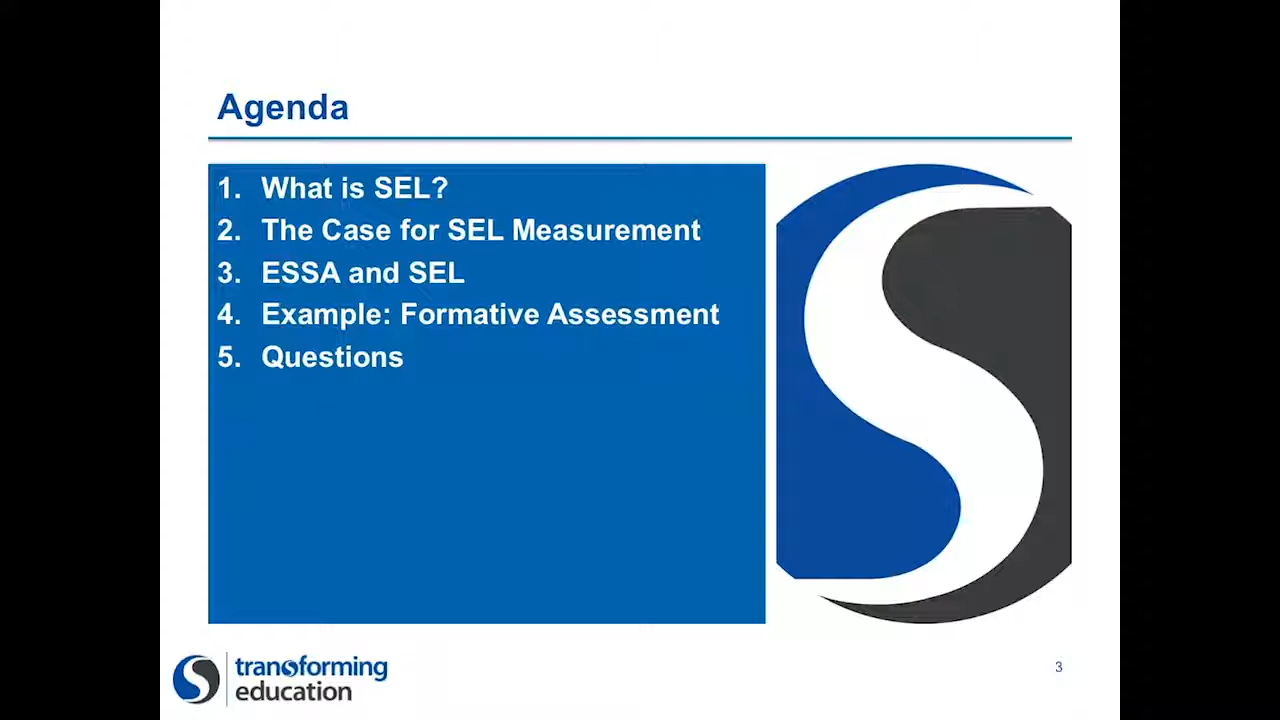 Agenda
1. What is SEL?
2. The Case for SEL Measurement
3. ESSA and SEL
4. Example: Formative Assessment
5. Questions
transforming
education
3